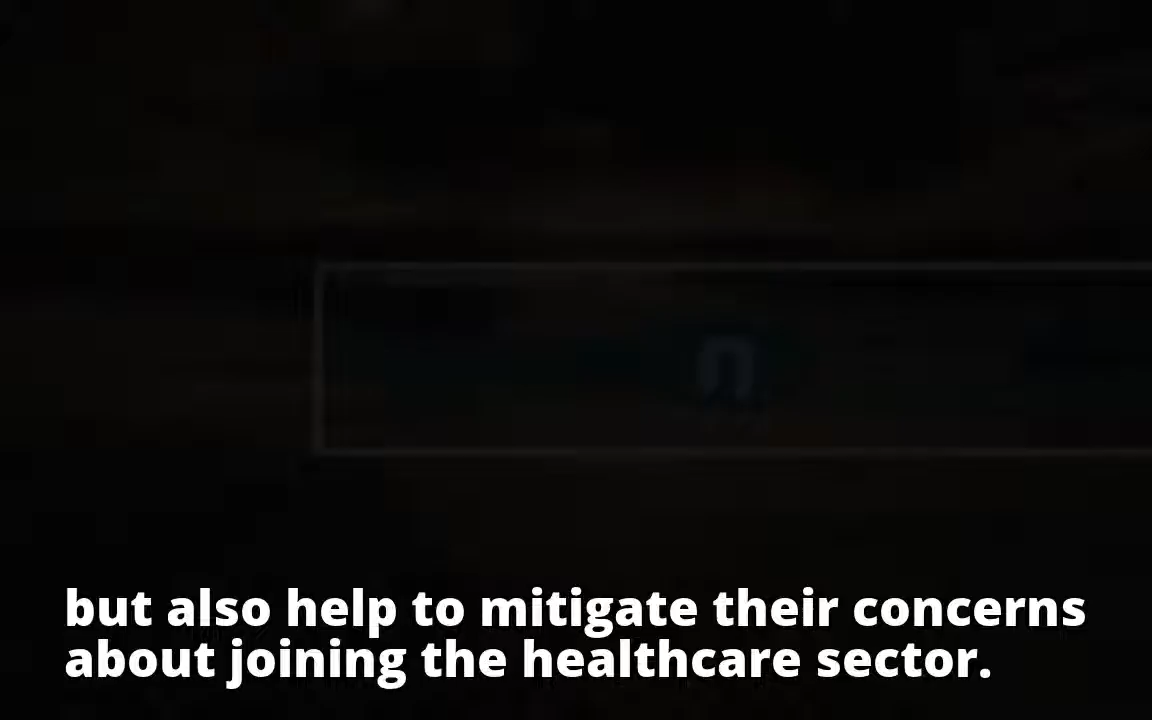 but also help to mitigate their concerns
about joining the healthcare sector.